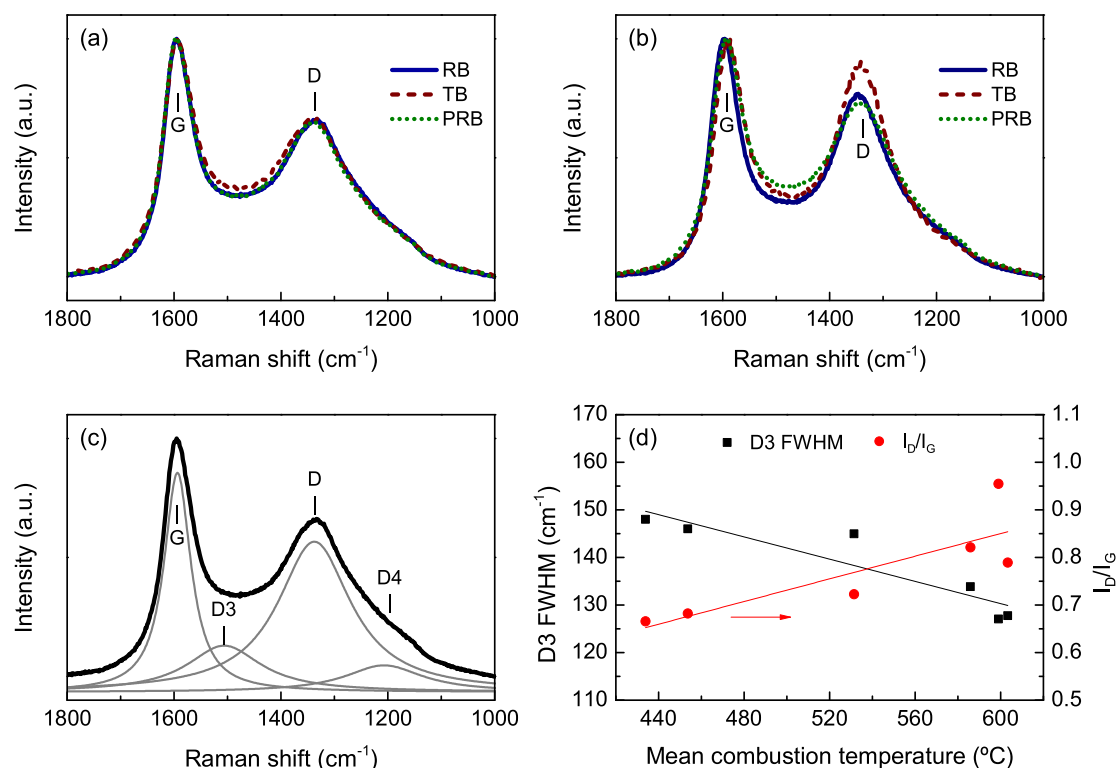 (a)
RB
TB
PRB
G
D
Intensity (a.u.)
1800 1600 1400 1200 1000
Raman shift (cm⁻¹)
(b)
RB
TB
PRB
G
D
Intensity (a.u.)
1800 1600 1400 1200 1000
Raman shift (cm⁻¹)
(c)
G
D3
D
D4
Intensity (a.u.)
1800 1600 1400 1200 1000
Raman shift (cm⁻¹)
(d)
D3 FWHM
I_D/I_G
170
160
150
140
130
120
110
D3 FWHM (cm⁻¹)
1.1
1.0
0.9
0.8
0.7
0.6
0.5
I_D/I_G
440 480 520 560 600
Mean combustion temperature (ºC)